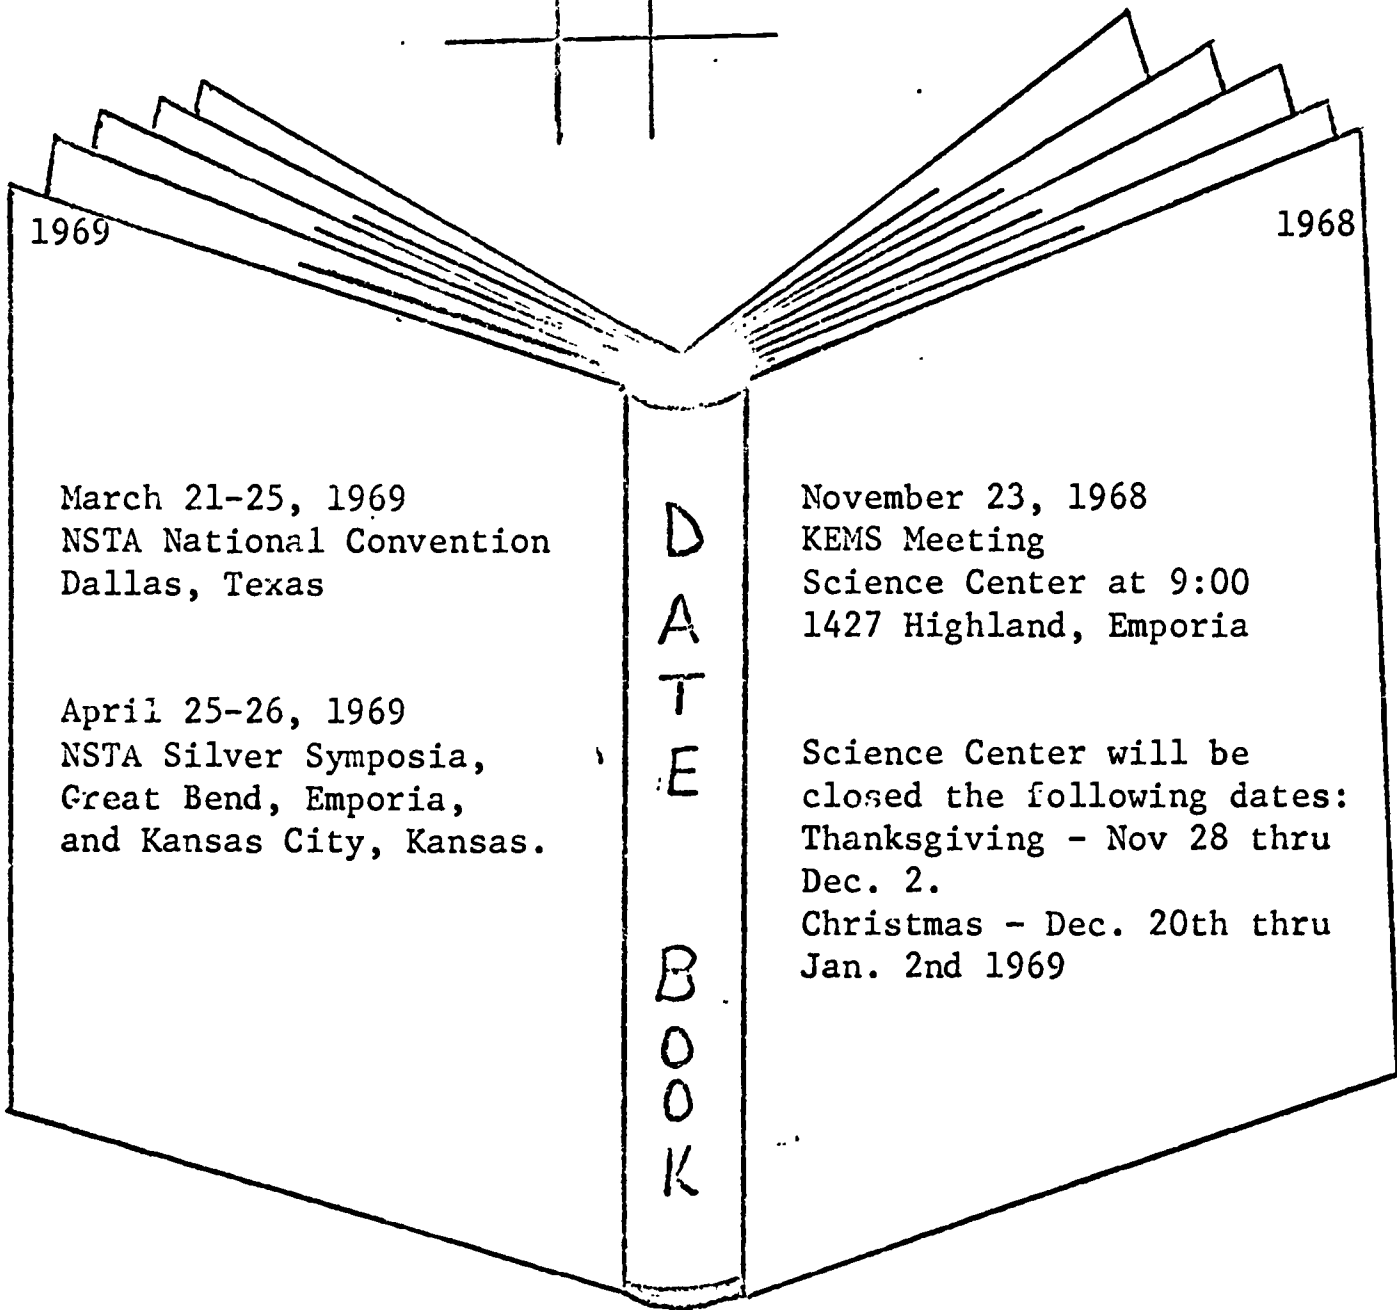 1969
March 21-25, 1969
NSTA National Convention
Dallas, Texas
April 25-26, 1969
NSTA Silver Symposia,
Great Bend, Emporia,
and Kansas City, Kansas.
DATE BOOK
1968
November 23, 1968
KEMS Meeting
Science Center at 9:00
1427 Highland, Emporia
Science Center will be
closed the following dates:
Thanksgiving - Nov 28 thru
Dec. 2.
Christmas - Dec. 20th thru
Jan. 2nd 1969